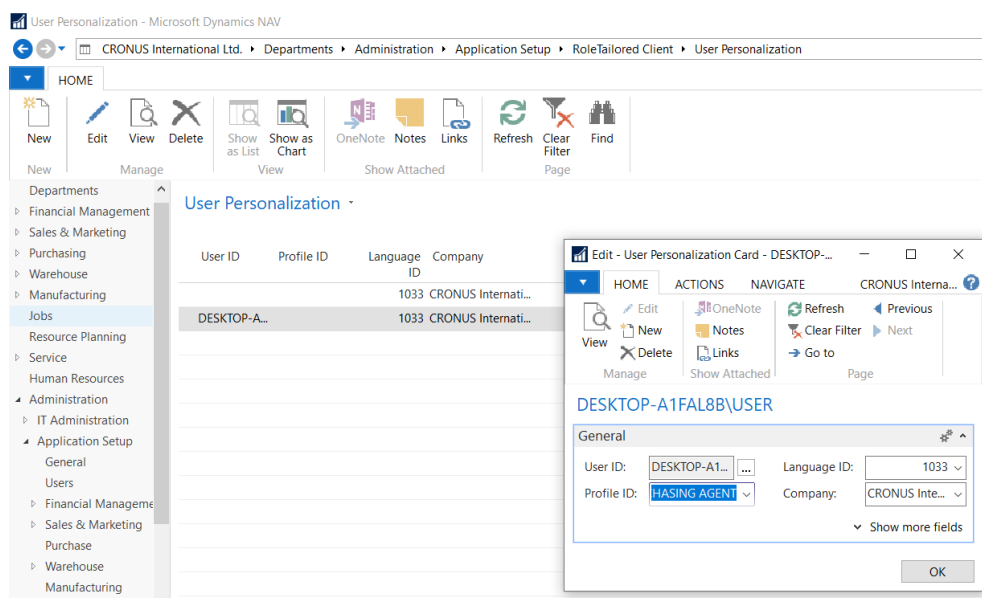 User Personalization - Microsoft Dynamics NAV
CRONUS International Ltd. Departments Administration Application Setup RoleTailored Client User Personalization
HOME
New Edit View Delete Show as List Show as Chart OneNote Notes Links Refresh Clear Filter Find
New Manage View Show Attached Page
Departments
Financial Management
Sales & Marketing
Purchasing
Warehouse
Manufacturing
Jobs
Resource Planning
Service
Human Resources
Administration
IT Administration
Application Setup
General
Users
Financial Manageme
Sales & Marketing
Purchase
Warehouse
Manufacturing
User Personalization
User ID Profile ID Language ID Company
1033 CRONUS Internati...
DESKTOP-A... 1033 CRONUS Internati...
Edit - User Personalization Card - DESKTOP-...
HOME ACTIONS NAVIGATE CRONUS Interna... ?
View Edit New Delete OneNote Notes Links Refresh Clear Filter Go to Previous Next
Manage Show Attached Page
DESKTOP-A1FAL8B\USER
General
User ID: DESKTOP-A1... ... Language ID: 1033
Profile ID: HASING AGENT Company: CRONUS Inte...
Show more fields
OK